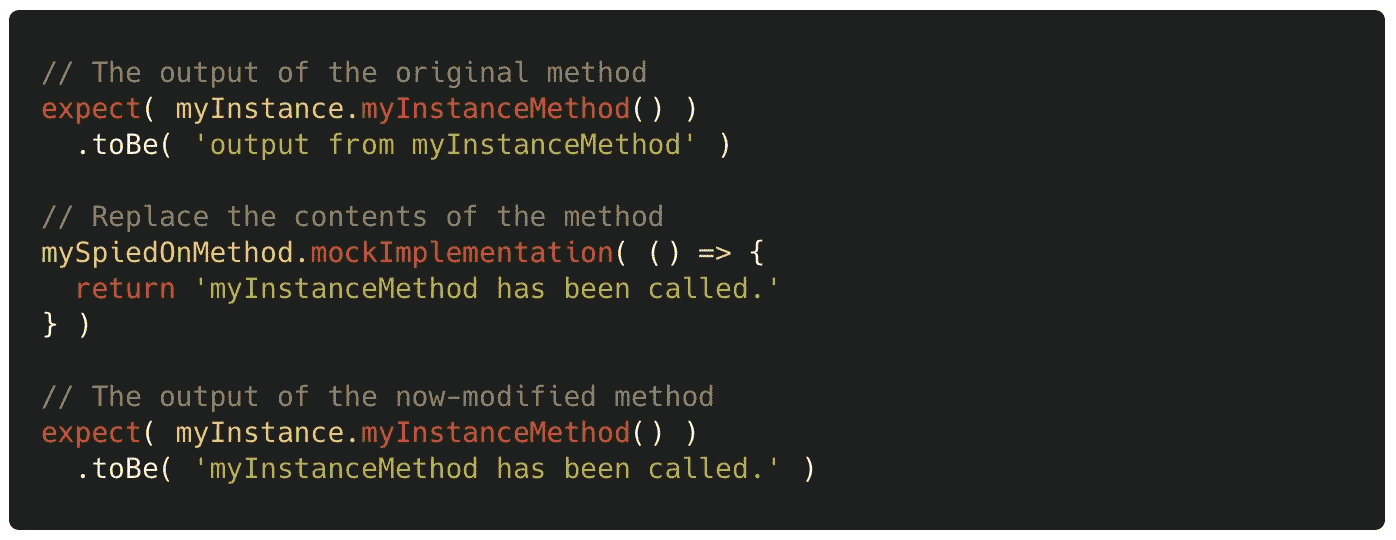 // The output of the original method
expect( myInstance.myInstanceMethod() )
  .toBe( 'output from myInstanceMethod' )

// Replace the contents of the method
mySpiedOnMethod.mockImplementation( () => {
  return 'myInstanceMethod has been called.'
} )

// The output of the now-modified method
expect( myInstance.myInstanceMethod() )
  .toBe( 'myInstanceMethod has been called.' )